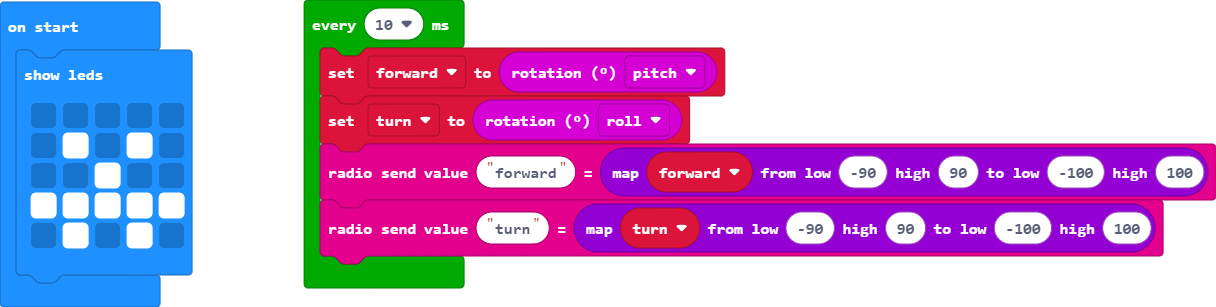 on start
show leds
every 10 ms
set forward to rotation (º) pitch
set turn to rotation (º) roll
radio send value "forward" = map forward from low -90 high 90 to low -100 high 100
radio send value "turn" = map turn from low -90 high 90 to low -100 high 100